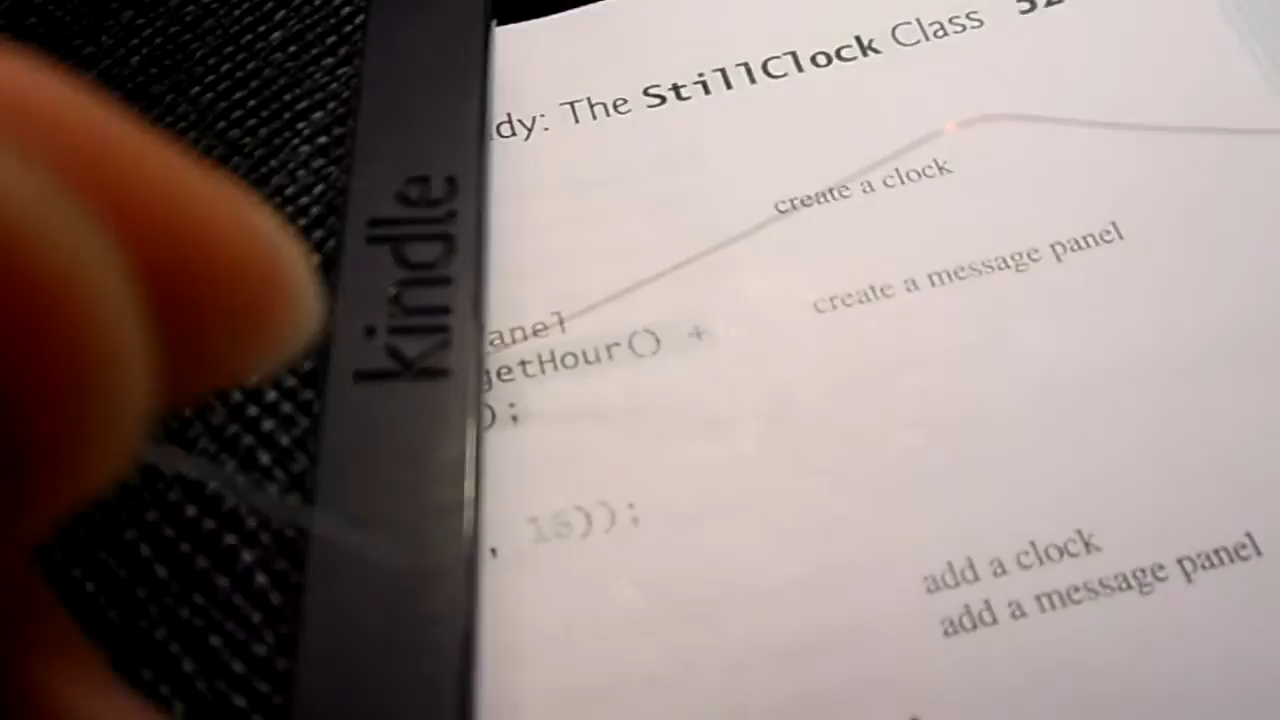 dy: The StillClock Class
create a clock
create a message panel
anel
getHour() +
);
, 15));
add a clock
add a message panel
kindle